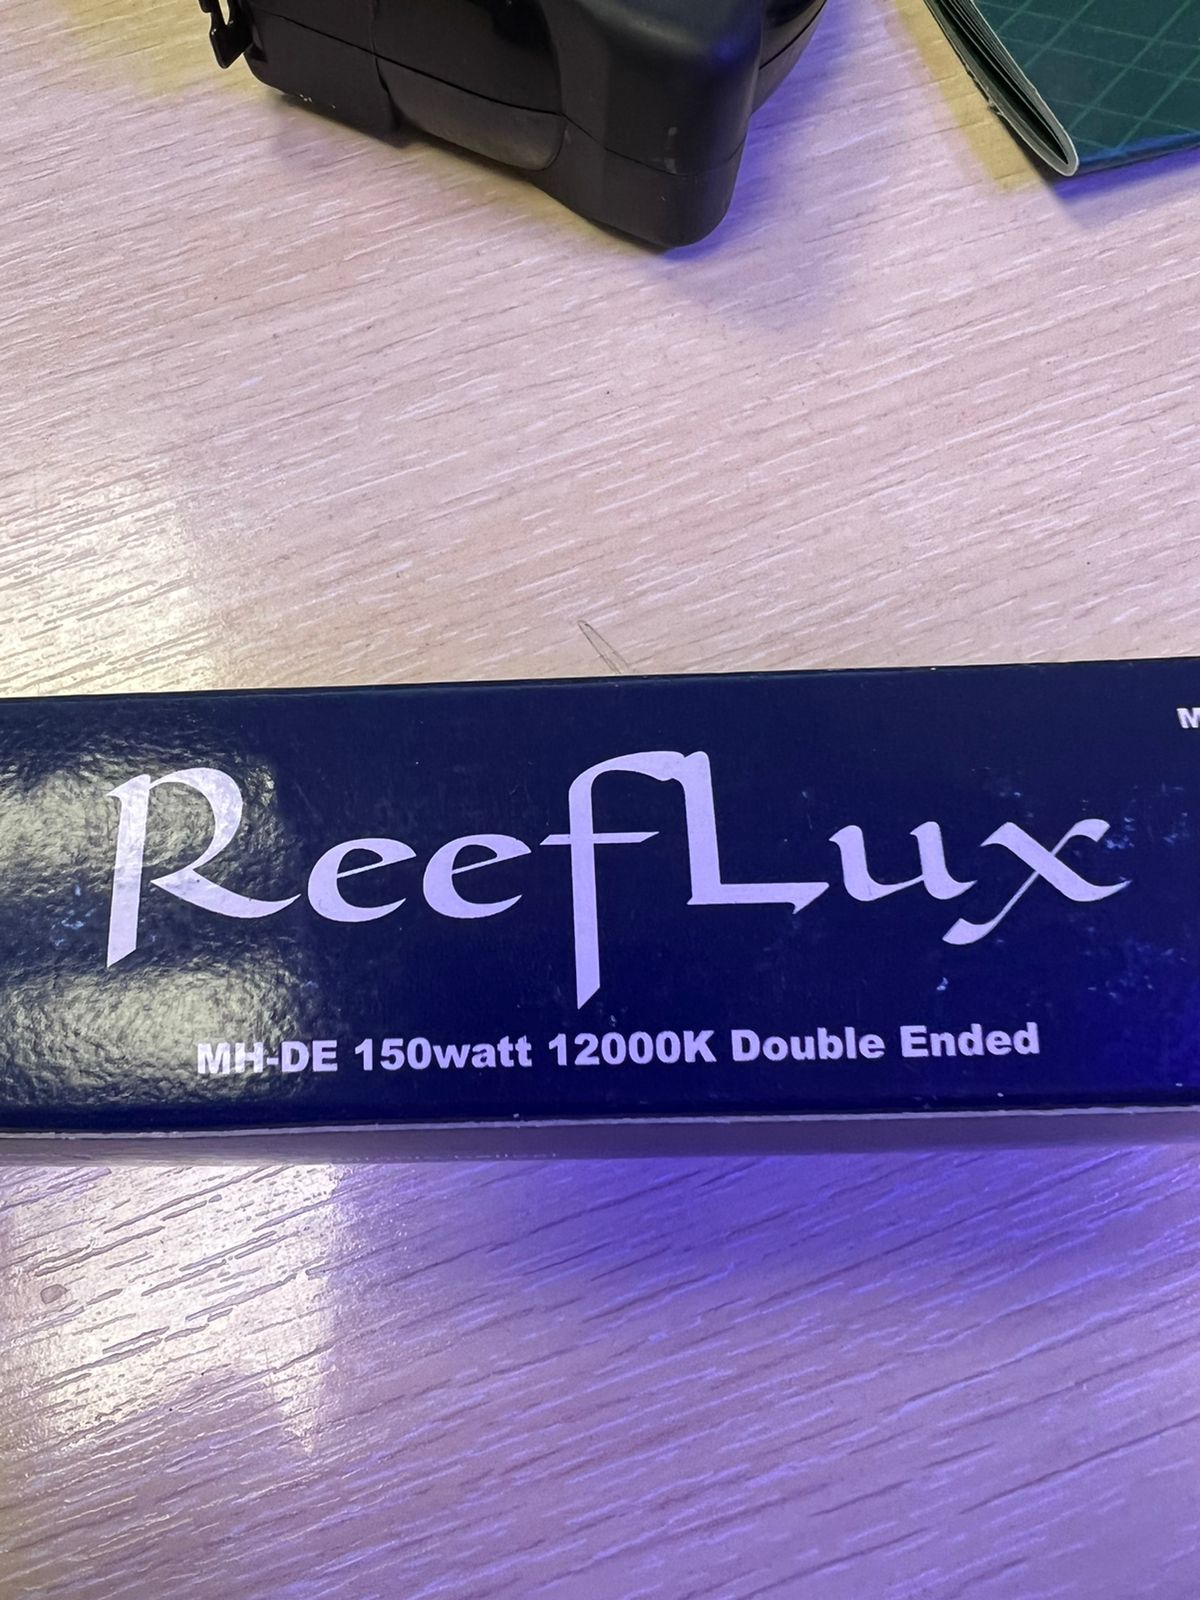 ReefLux
MH-DE 150watt 12000K Double Ended